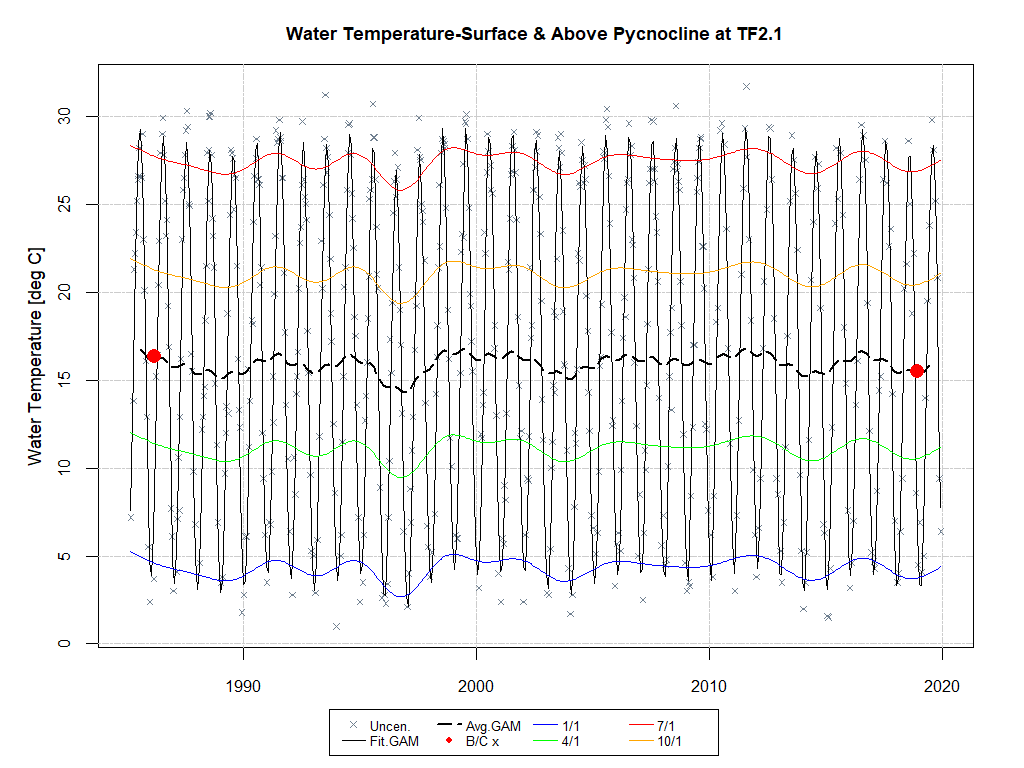 Water Temperature-Surface & Above Pycnocline at TF2.1
Water Temperature [deg C]
30
25
20
15
10
5
0
1990 2000 2010 2020
Uncen. Avg.GAM 1/1 7/1
Fit.GAM B/C x 4/1 10/1